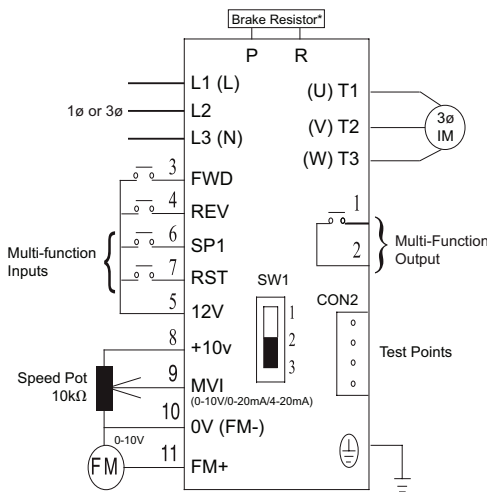 Brake Resistor*
P R
L1 (L)
1ø or 3ø
L2
L3 (N)
(U) T1
(V) T2
(W) T3
3ø
IM
3
FWD
4
REV
6
SP1
7
RST
5
12V
Multi-function
Inputs
1
2
Multi-Function
Output
SW1
1
2
3
CON2
Test Points
8
+10v
Speed Pot
10kΩ
9
MVI
(0-10V/0-20mA/4-20mA)
10
0V (FM-)
0-10V
FM
11
FM+